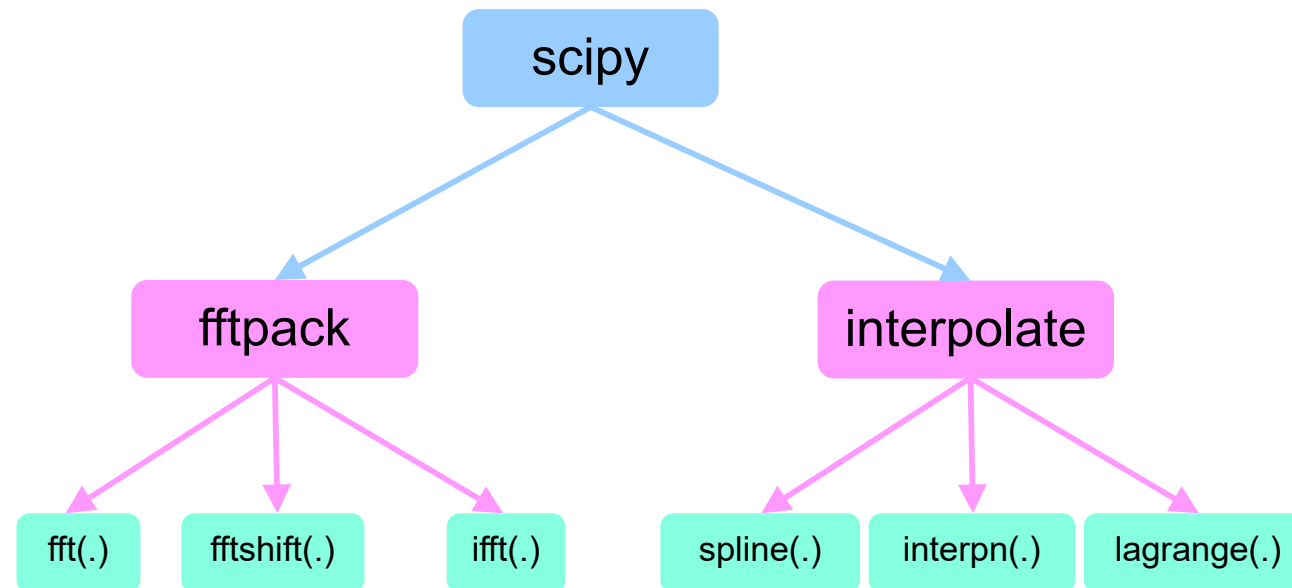 scipy
fftpack
interpolate
fft(.)
fftshift(.)
ifft(.)
spline(.)
interpn(.)
lagrange(.)